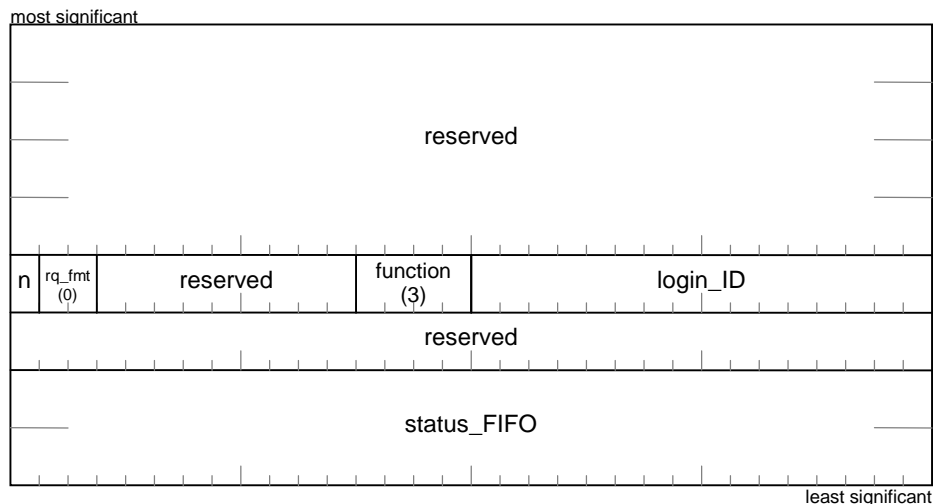 most significant
reserved
n
rq_fmt
(0)
reserved
function
(3)
login_ID
reserved
status_FIFO
least significant